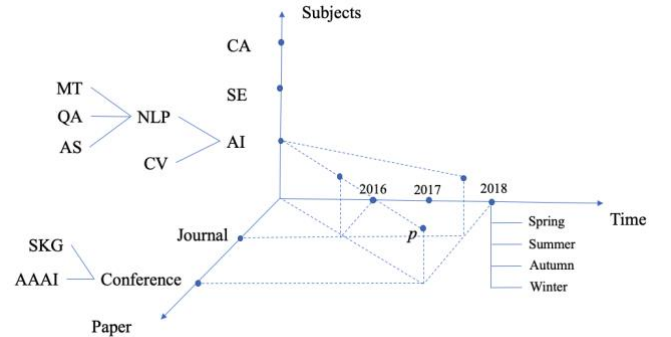 Subjects
CA
SE
MT
QA
NLP
AS
AI
CV
2016
2017
2018
Time
Spring
Summer
Autumn
Winter
p
Journal
SKG
AAAI
Conference
Paper